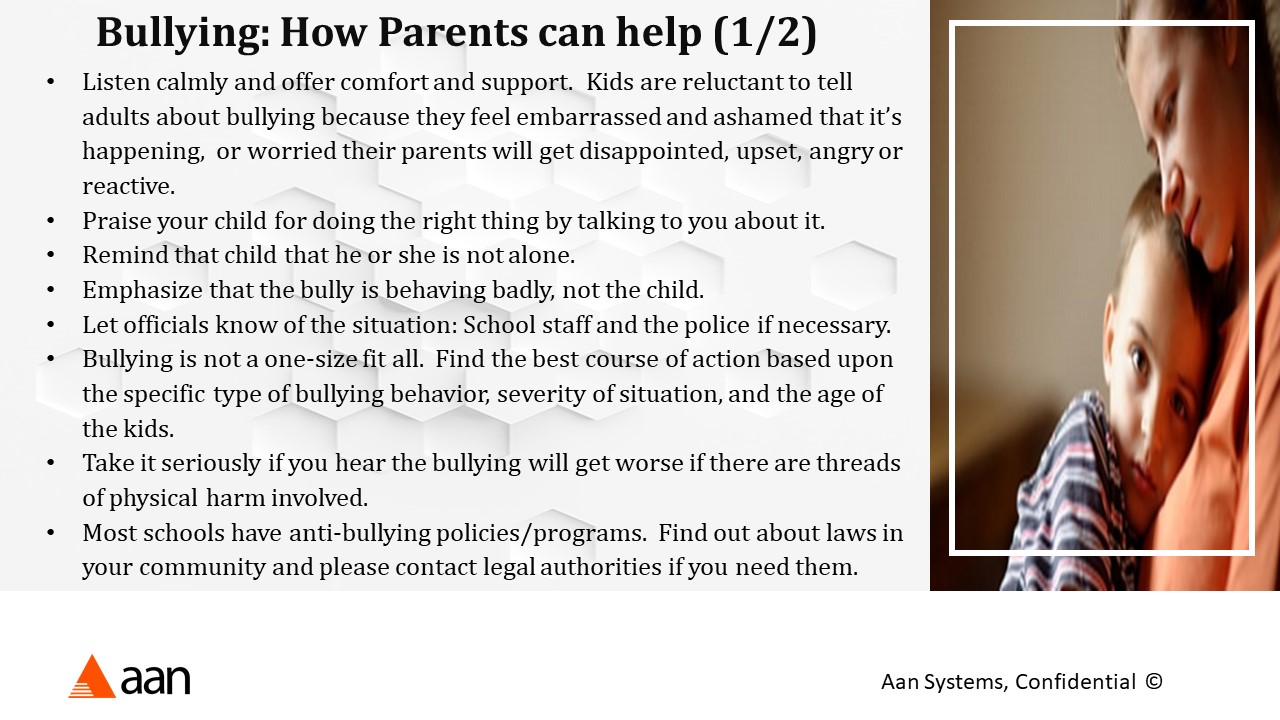 Bullying: How Parents can help (1/2)
• Listen calmly and offer comfort and support.  Kids are reluctant to tell
adults about bullying because they feel embarrassed and ashamed that it’s
happening,  or worried their parents will get disappointed, upset, angry or
reactive.
• Praise your child for doing the right thing by talking to you about it.
• Remind that child that he or she is not alone.
• Emphasize that the bully is behaving badly, not the child.
• Let officials know of the situation: School staff and the police if necessary.
• Bullying is not a one-size fit all.  Find the best course of action based upon
the specific type of bullying behavior, severity of situation, and the age of
the kids.
• Take it seriously if you hear the bullying will get worse if there are threads
of physical harm involved.
• Most schools have anti-bullying policies/programs.  Find out about laws in
your community and please contact legal authorities if you need them.
aan
Aan Systems, Confidential ©